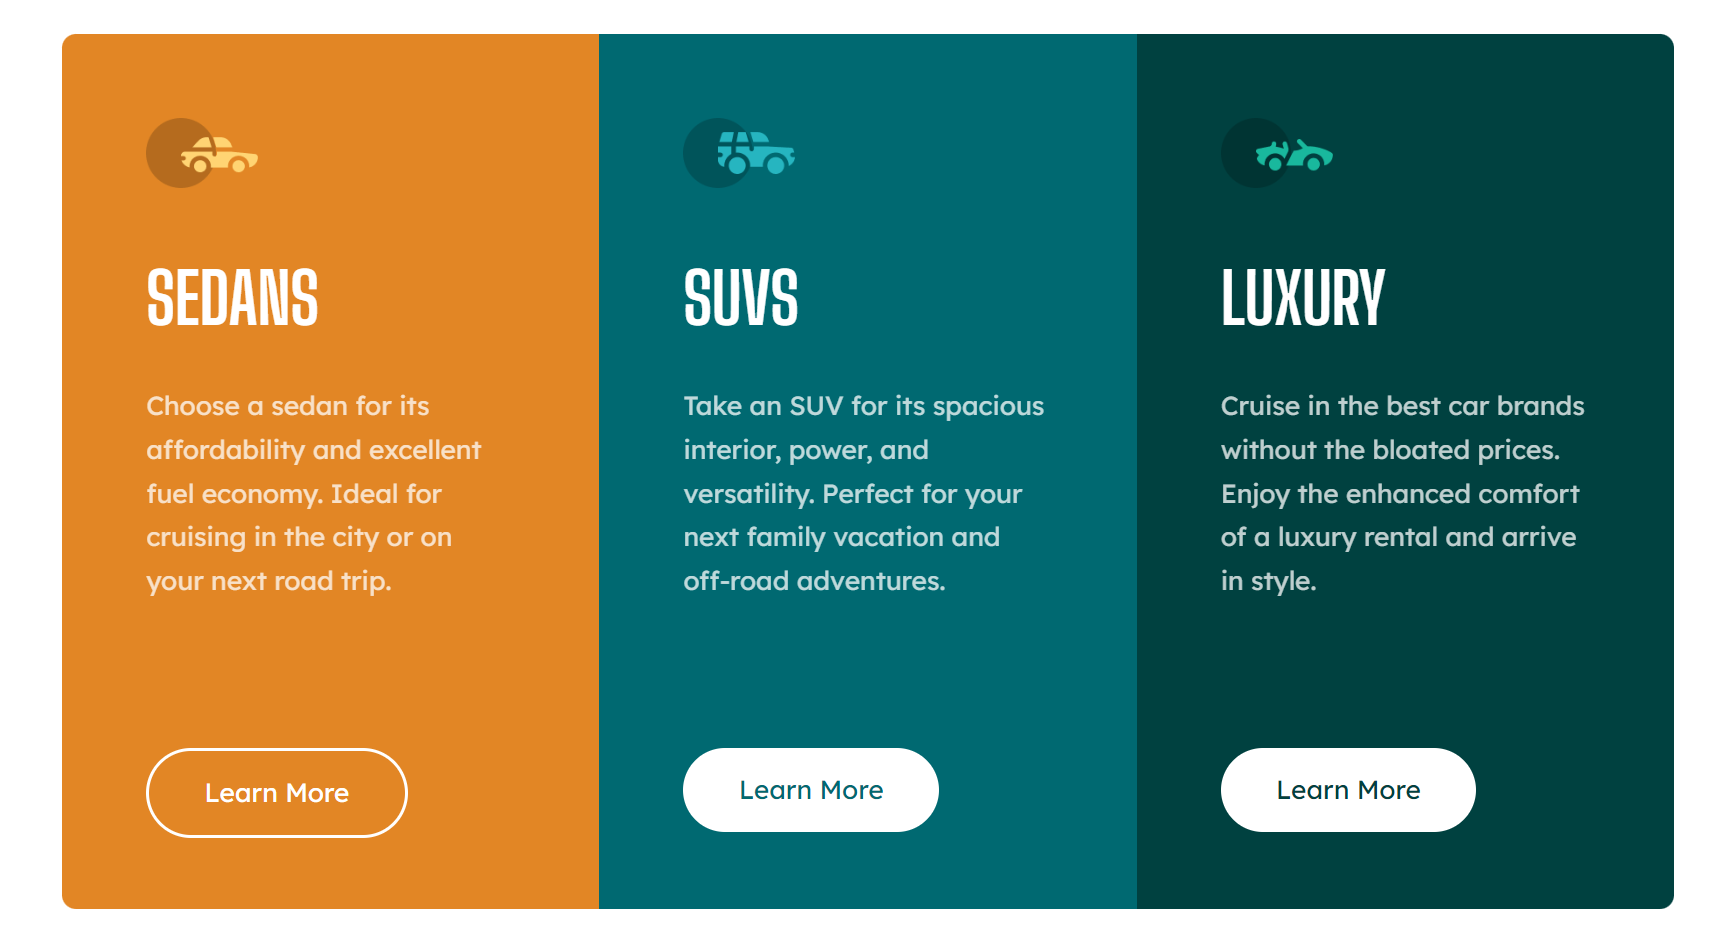 SEDANS
Choose a sedan for its
affordability and excellent
fuel economy. Ideal for
cruising in the city or on
your next road trip.
Learn More
SUVS
Take an SUV for its spacious
interior, power, and
versatility. Perfect for your
next family vacation and
off-road adventures.
Learn More
LUXURY
Cruise in the best car brands
without the bloated prices.
Enjoy the enhanced comfort
of a luxury rental and arrive
in style.
Learn More